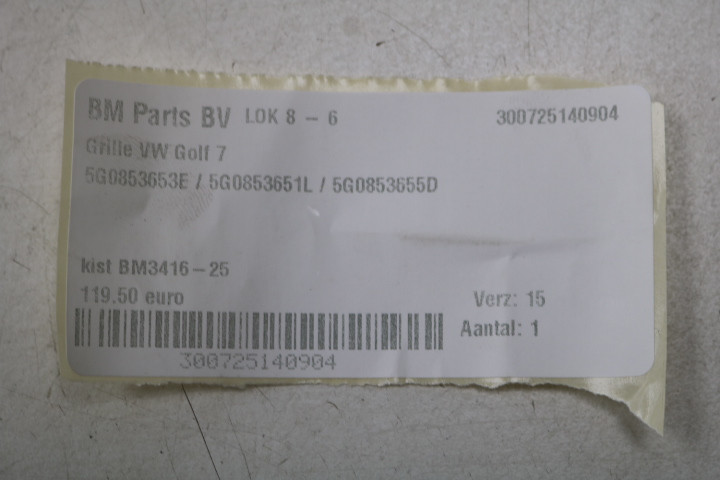 BM Parts BV LOK 8 - 6 300725140904
Grille VW Golf 7
5G0853653E / 5G0853651L / 5G0853655D
kist BM3416-25
119.50 euro Verz: 15
Aantal: 1
300725140904